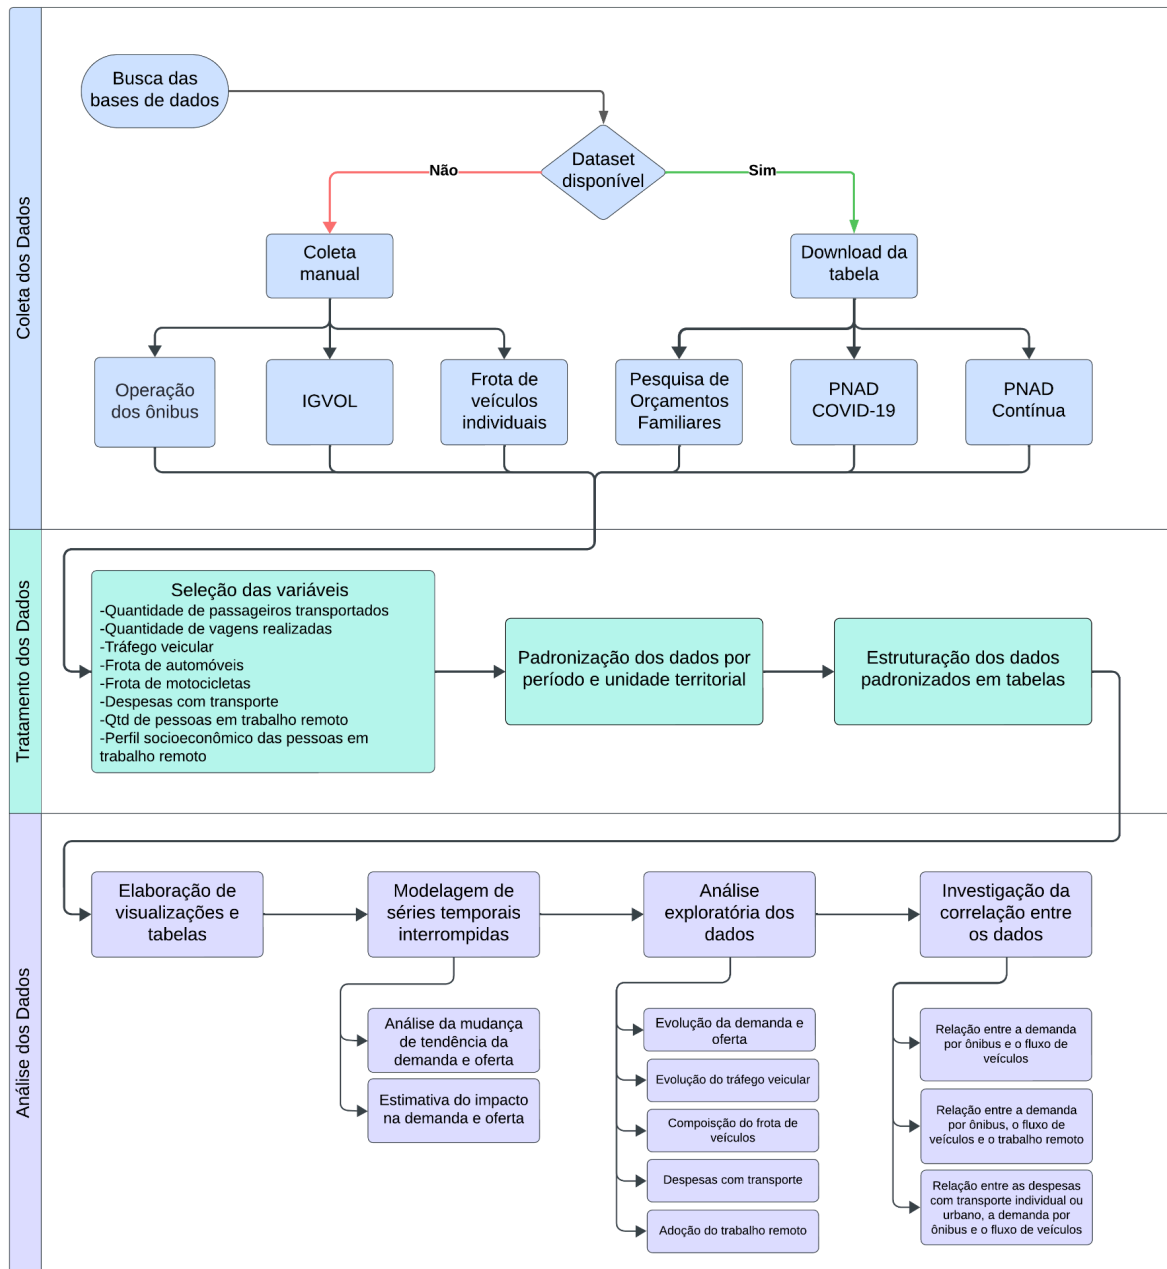 Coleta dos Dados
Busca das
bases de dados
Dataset
disponível
Não
Sim
Coleta
manual
Download da
tabela
Operação
dos ônibus
IGVOL
Frota de
veículos
individuais
Pesquisa de
Orçamentos
Familiares
PNAD
COVID-19
PNAD
Contínua
Tratamento dos Dados
Seleção das variáveis
-Quantidade de passageiros transportados
-Quantidade de vagens realizadas
-Tráfego veicular
-Frota de automóveis
-Frota de motocicletas
-Despesas com transporte
-Qtd de pessoas em trabalho remoto
-Perfil socioeconômico das pessoas em
trabalho remoto
Padronização dos dados por
período e unidade territorial
Estruturação dos dados
padronizados em tabelas
Análise dos Dados
Elaboração de
visualizações e
tabelas
Modelagem de
séries temporais
interrompidas
Análise
exploratória dos
dados
Investigação da
correlação entre
os dados
Análise da mudança
de tendência da
demanda e oferta
Estimativa do impacto
na demanda e oferta
Evolução da demanda e
oferta
Evolução do tráfego veicular
Compoisção do frota de
veículos
Despesas com transporte
Adoção do trabalho remoto
Relação entre a demanda
por ônibus e o fluxo de
veículos
Relação entre a demanda
por ônibus, o fluxo de
veículos e o trabalho remoto
Relação entre as despesas
com transporte individual ou
urbano, a demanda por
ônibus e o fluxo de veículos